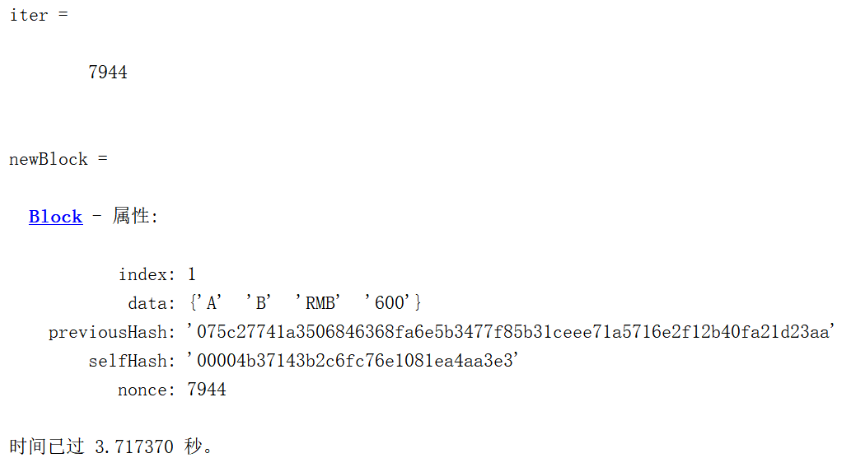 iter =
7944
newBlock =
Block - 属性:
index: 1
data: {'A' 'B' 'RMB' '600'}
previousHash: '075c27741a3506846368fa6e5b3477f85b31ceee71a5716e2f12b40fa21d23aa'
selfHash: '00004b37143b2c6fc76e1081ea4aa3e3'
nonce: 7944
时间已过 3.717370 秒。